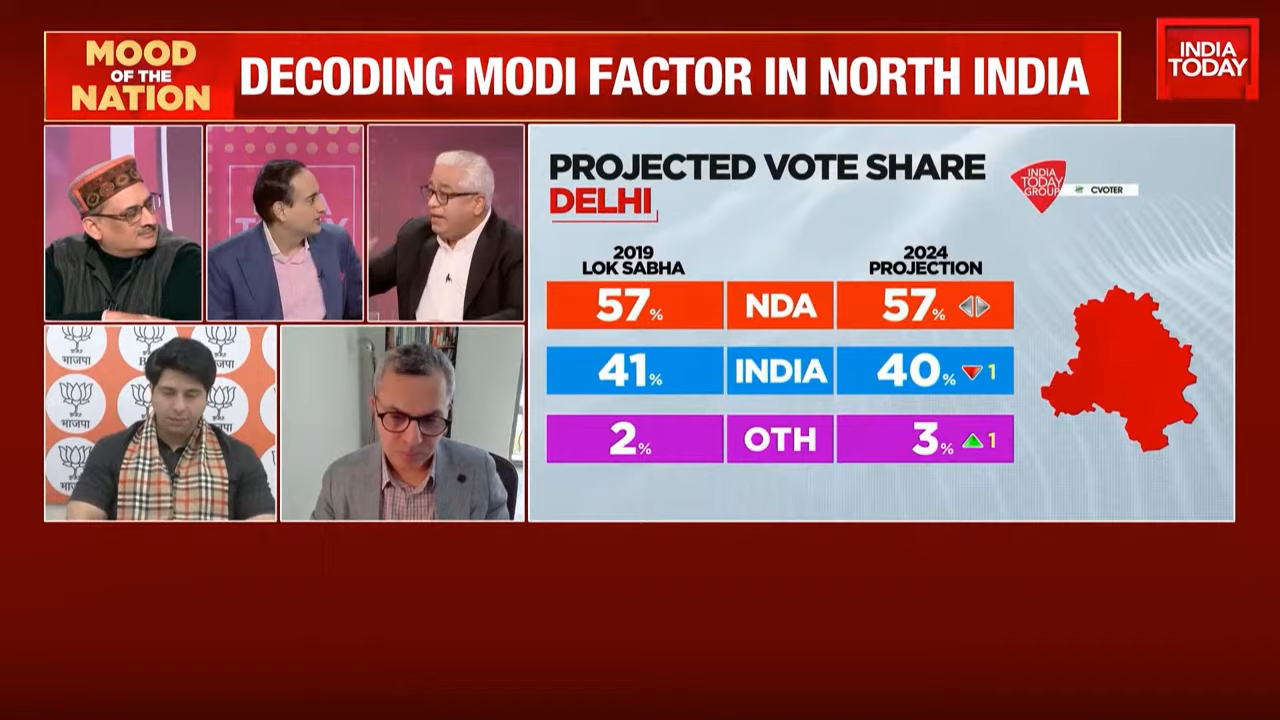 MOOD
OF THE
NATION
DECODING MODI FACTOR IN NORTH INDIA
INDIA
TODAY
PROJECTED VOTE SHARE
DELHI
INDIA
TODAY
GROUP
CVOTER
2019
LOK SABHA
2024
PROJECTION
57%
NDA
57%
41%
INDIA
40% 1
2%
OTH
3% 1
भाजपा
भाजपा